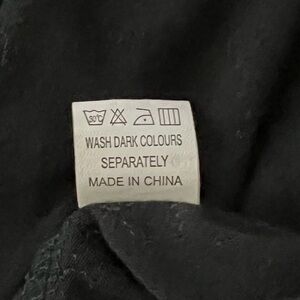 30°C
WASH DARK COLOURS
SEPARATELY
MADE IN CHINA